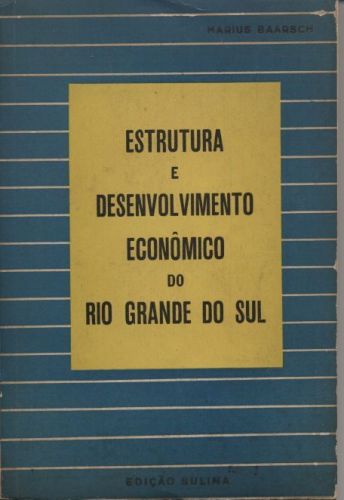 MARIUS BAARSCH
ESTRUTURA
E
DESENVOLVIMENTO
ECONÔMICO
DO
RIO GRANDE DO SUL
EDIÇÃO SULINA